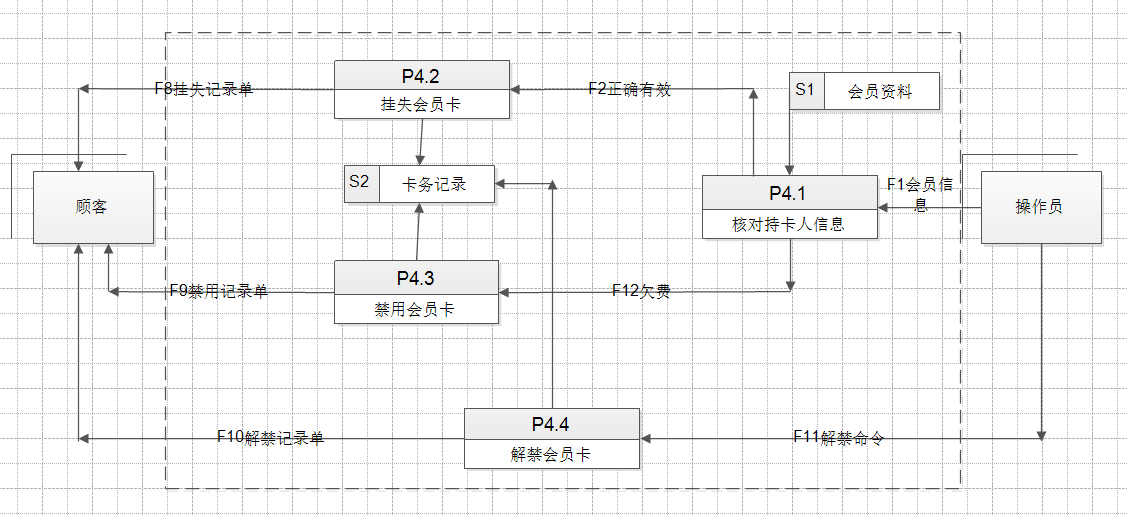 P4.2
F8挂失记录单
挂失会员卡
F2正确有效
S1
会员资料
S2
卡务记录
P4.1
核对持卡人信息
F1会员信
息
操作员
顾客
P4.3
F9禁用记录单
禁用会员卡
F12欠费
P4.4
F10解禁记录单
解禁会员卡
F11解禁命令